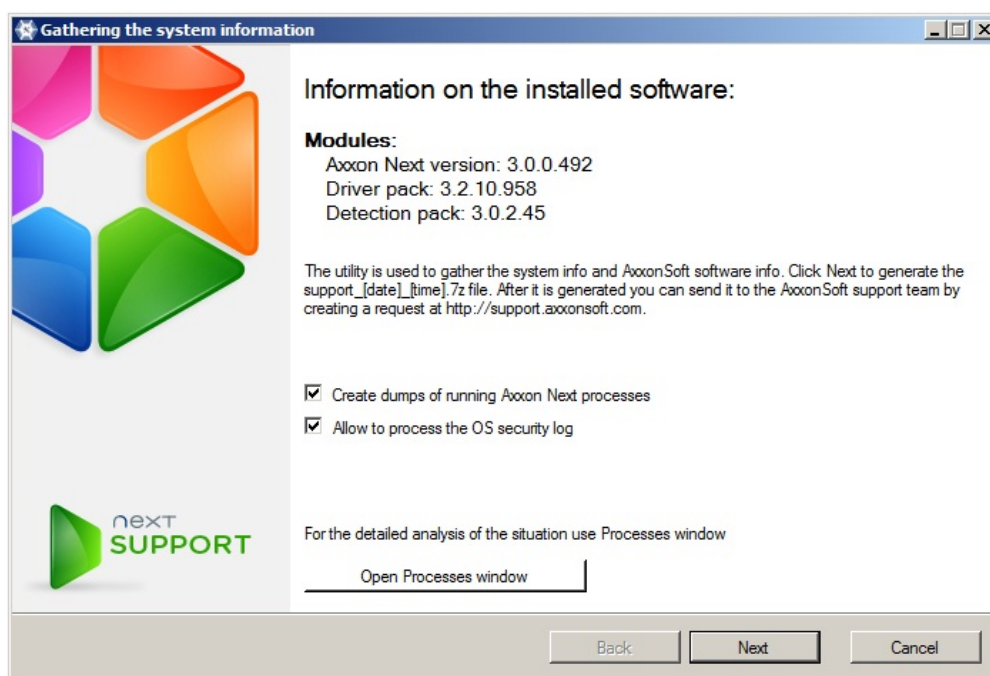 Gathering the system information
Information on the installed software:
Modules:
Axxon Next version: 3.0.0.492
Driver pack: 3.2.10.958
Detection pack: 3.0.2.45
The utility is used to gather the system info and AxxonSoft software info. Click Next to generate the
support_[date]_[time].7z file. After it is generated you can send it to the AxxonSoft support team by
creating a request at http://support.axxonsoft.com.
Create dumps of running Axxon Next processes
Allow to process the OS security log
next
SUPPORT
For the detailed analysis of the situation use Processes window
Open Processes window
Back
Next
Cancel